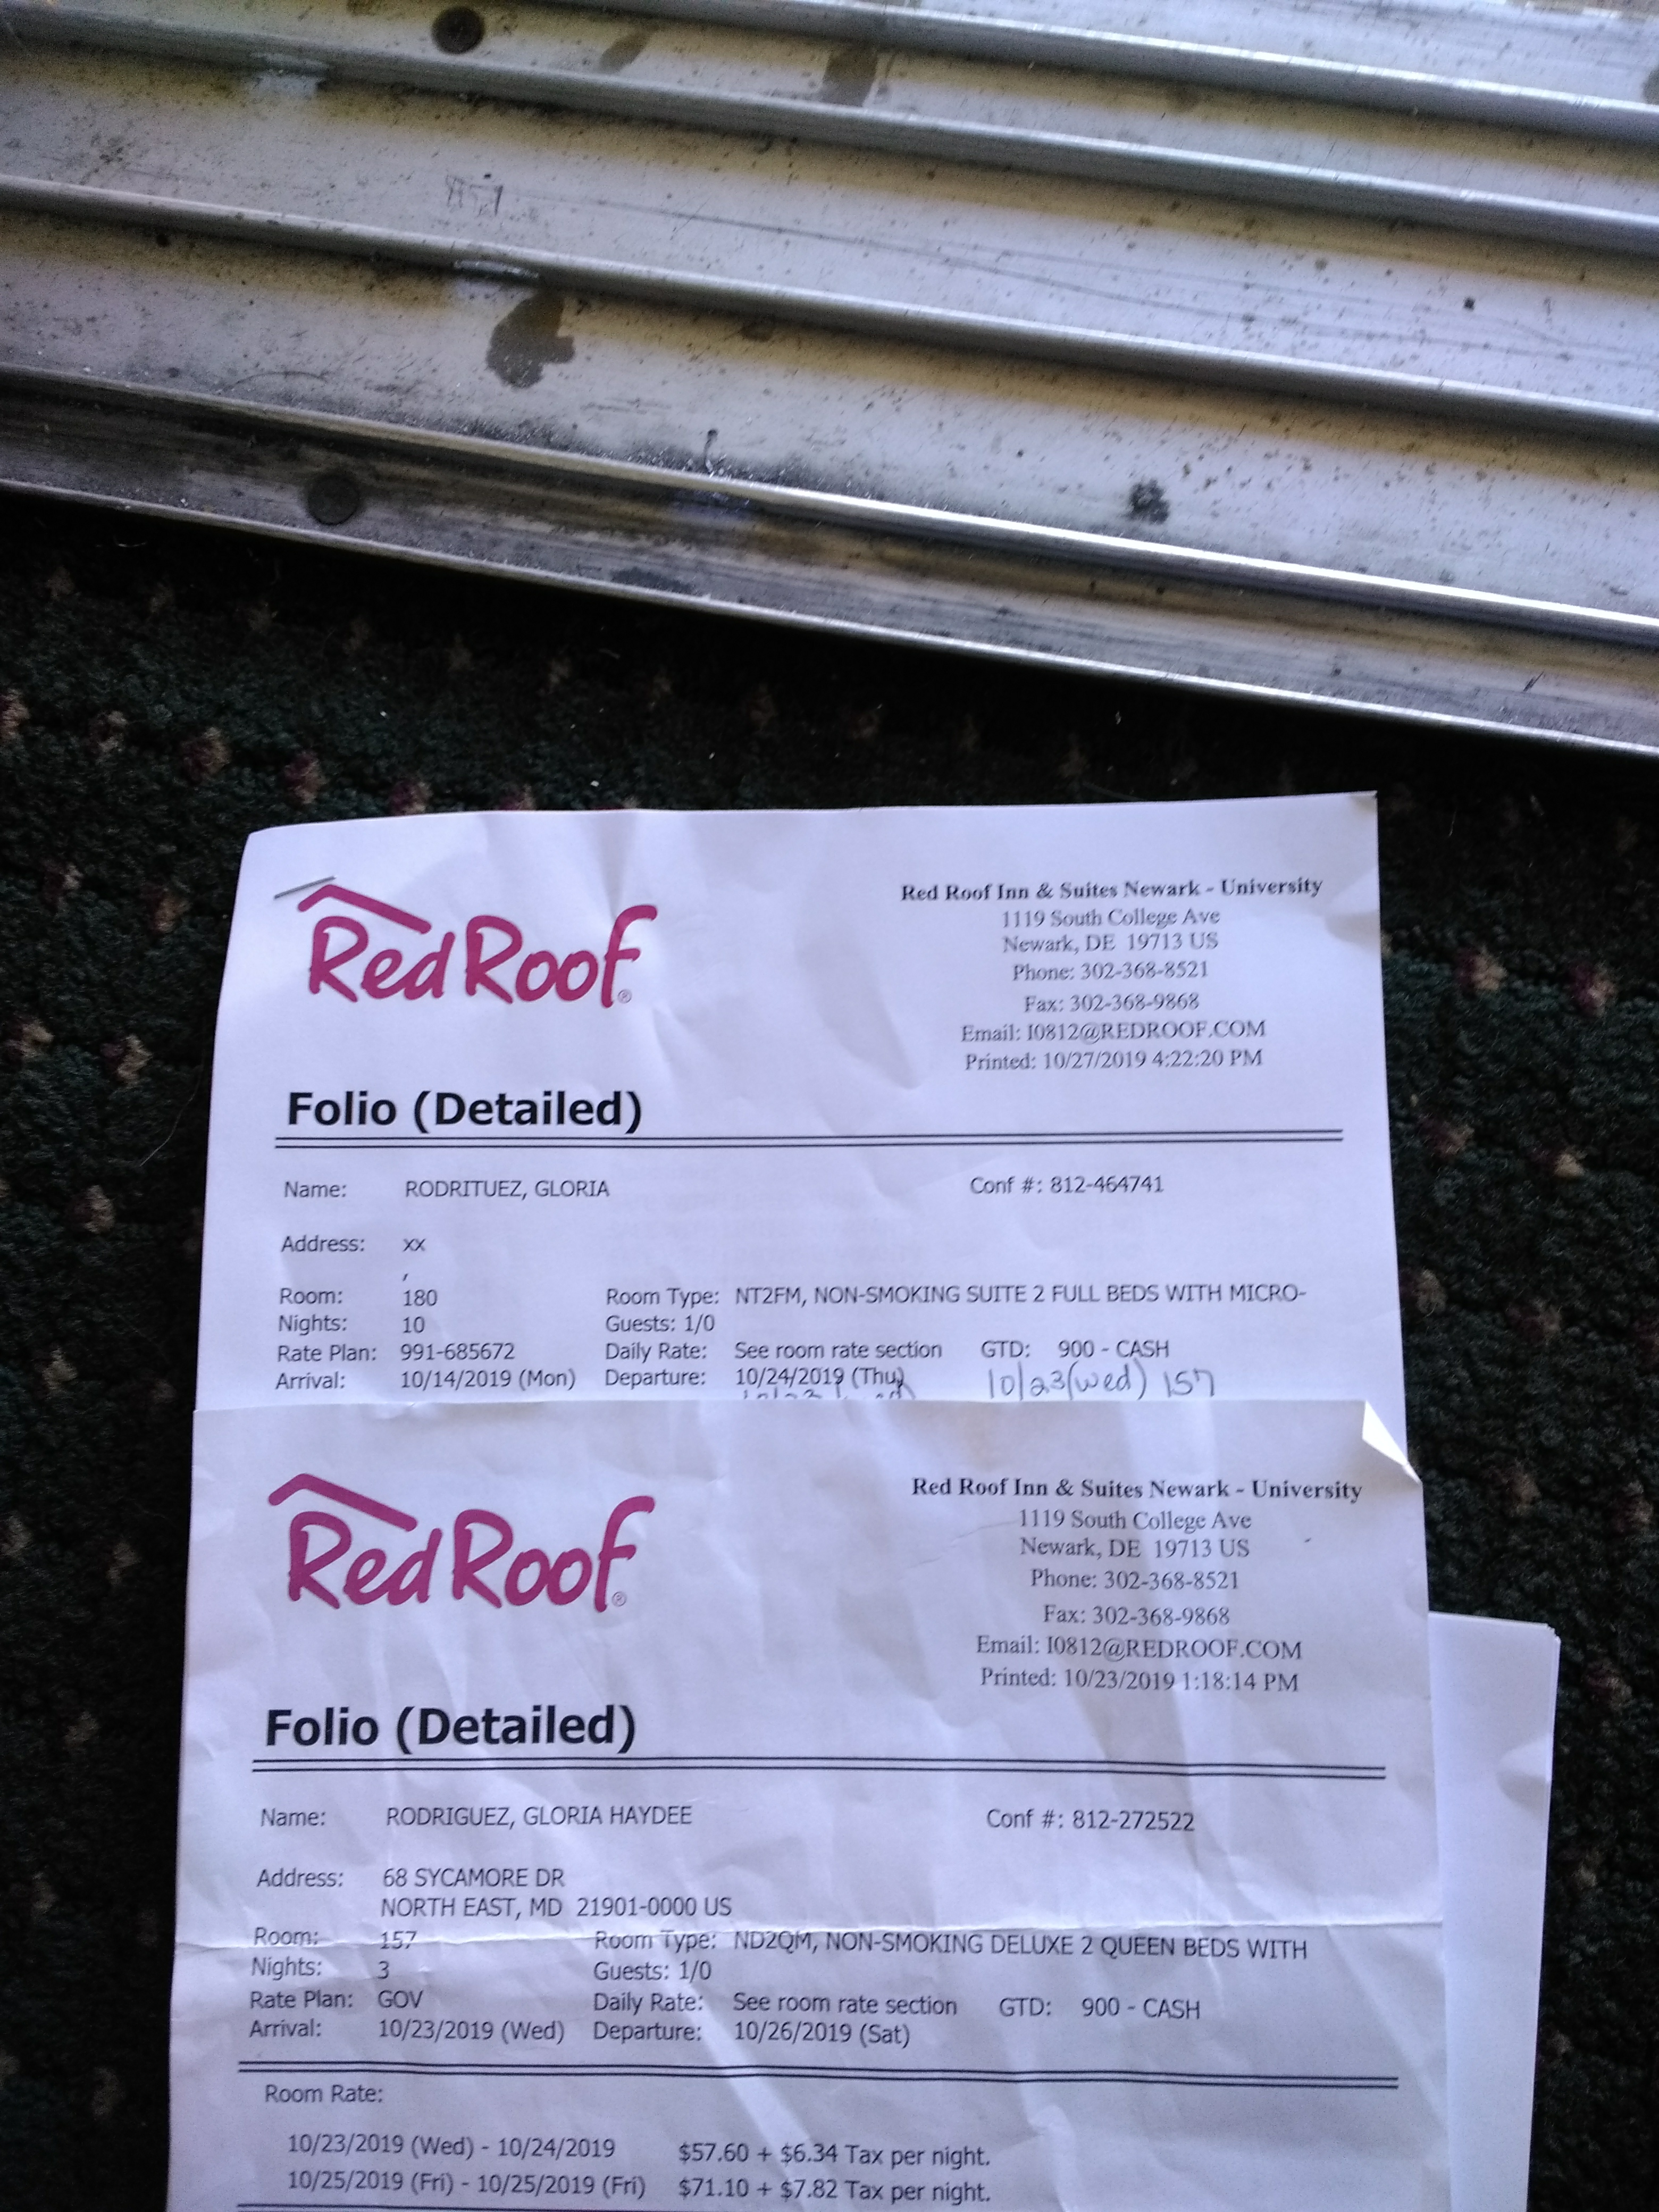 Red Roof®
Red Roof Inn & Suites Newark - University
1119 South College Ave
Newark, DE 19713 US
Phone: 302-368-8521
Fax: 302-368-9868
Email: I0812@REDROOF.COM
Printed: 10/27/2019 4:22:20 PM
Folio (Detailed)
Name: RODRITUEZ, GLORIA Conf #: 812-464741
Address: xx
,
Room: 180 Room Type: NT2FM, NON-SMOKING SUITE 2 FULL BEDS WITH MICRO-
Nights: 10 Guests: 1/0
Rate Plan: 991-685672 Daily Rate: See room rate section GTD: 900 - CASH
Arrival: 10/14/2019 (Mon) Departure: 10/24/2019 (Thu) 10/23(wed) 157
Red Roof®
Red Roof Inn & Suites Newark - University
1119 South College Ave
Newark, DE 19713 US
Phone: 302-368-8521
Fax: 302-368-9868
Email: I0812@REDROOF.COM
Printed: 10/23/2019 1:18:14 PM
Folio (Detailed)
Name: RODRIGUEZ, GLORIA HAYDEE Conf #: 812-272522
Address: 68 SYCAMORE DR
NORTH EAST, MD 21901-0000 US
Room: 157 Room Type: ND2QM, NON-SMOKING DELUXE 2 QUEEN BEDS WITH
Nights: 3 Guests: 1/0
Rate Plan: GOV Daily Rate: See room rate section GTD: 900 - CASH
Arrival: 10/23/2019 (Wed) Departure: 10/26/2019 (Sat)
Room Rate:
10/23/2019 (Wed) - 10/24/2019 $57.60 + $6.34 Tax per night.
10/25/2019 (Fri) - 10/25/2019 (Fri) $71.10 + $7.82 Tax per night.